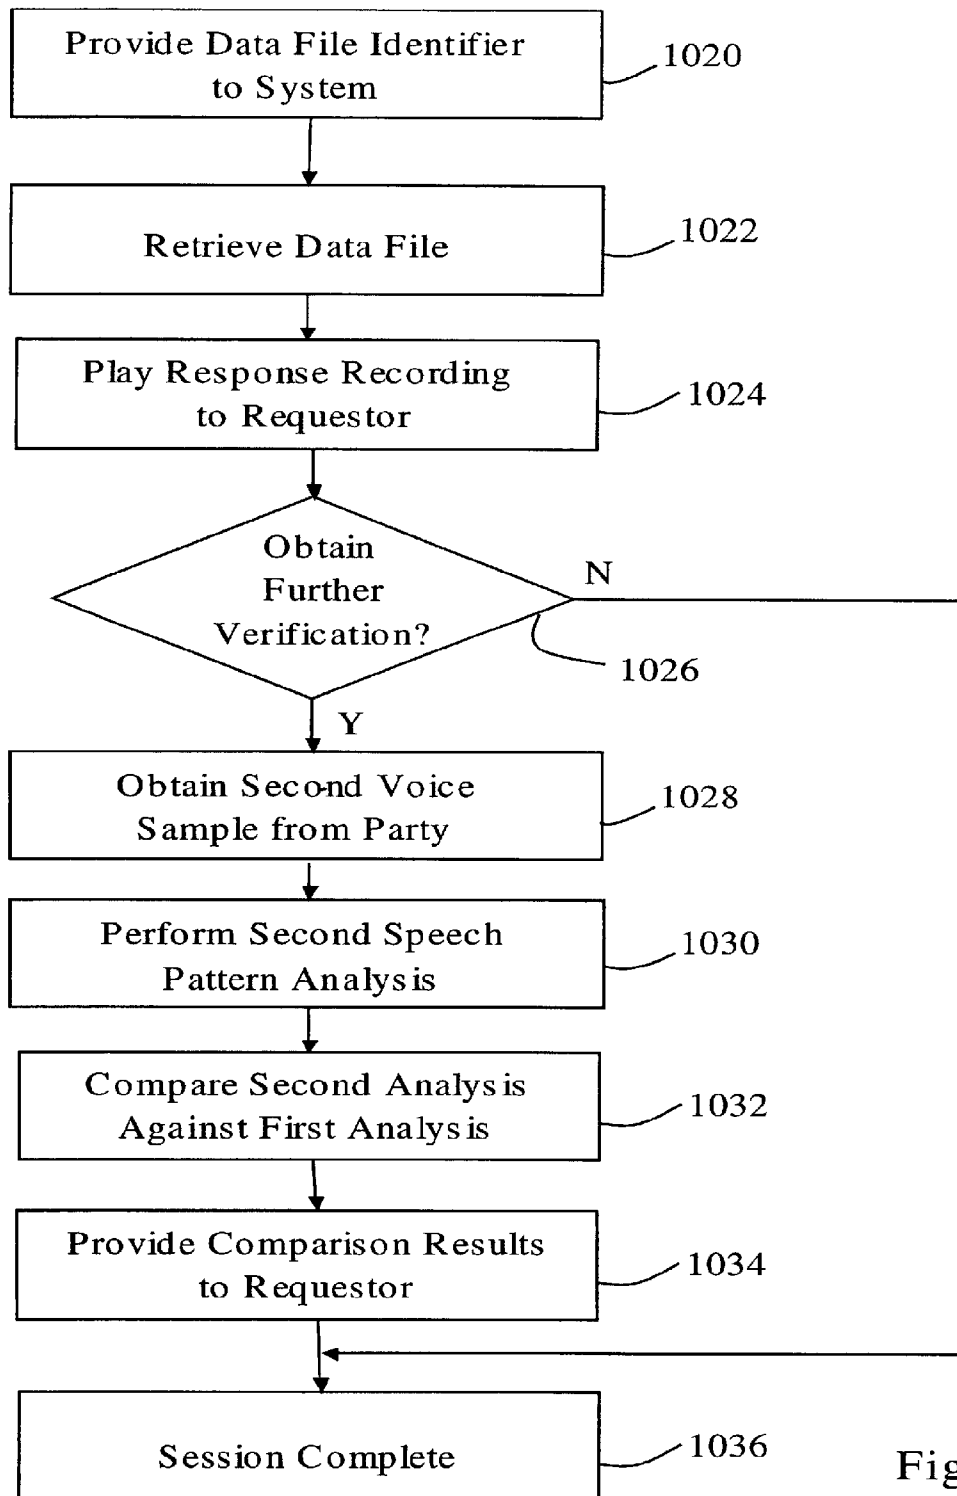 Provide Data File Identifier
to System
1020
Retrieve Data File
1022
Play Response Recording
to Requestor
1024
Obtain
Further
Verification?
N
1026
Y
Obtain Second Voice
Sample from Party
1028
Perform Second Speech
Pattern Analysis
1030
Compare Second Analysis
Against First Analysis
1032
Provide Comparison Results
to Requestor
1034
Session Complete
1036
Fig